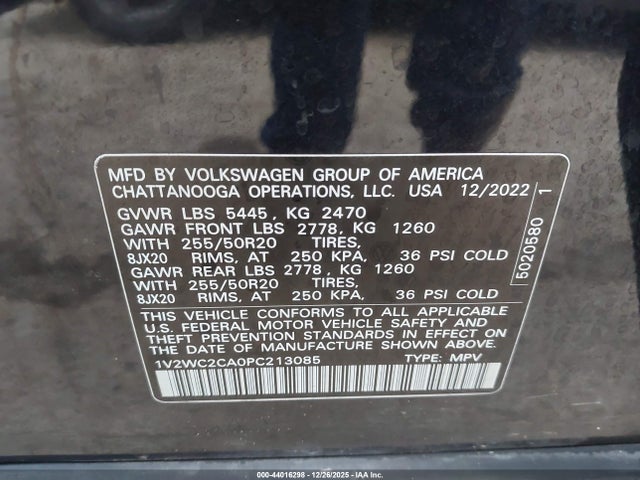 MFD BY VOLKSWAGEN GROUP OF AMERICA
CHATTANOOGA OPERATIONS, LLC. USA 12/2022
GVWR LBS 5445, KG 2470
GAWR FRONT LBS 2778, KG 1260
WITH 255/50R20 TIRES,
8JX20 RIMS, AT 250 KPA, 36 PSI COLD
GAWR REAR LBS 2778, KG 1260
WITH 255/50R20 TIRES,
8JX20 RIMS, AT 250 KPA, 36 PSI COLD
THIS VEHICLE CONFORMS TO ALL APPLICABLE
U.S. FEDERAL MOTOR VEHICLE SAFETY AND
THEFT PREVENTION STANDARDS IN EFFECT ON
THE DATE OF MANUFACTURE SHOWN ABOVE.
1V2WC2CA0PC213085 TYPE: MPV
5020580 1
000-44016298 - 12/26/2025 - IAA Inc.